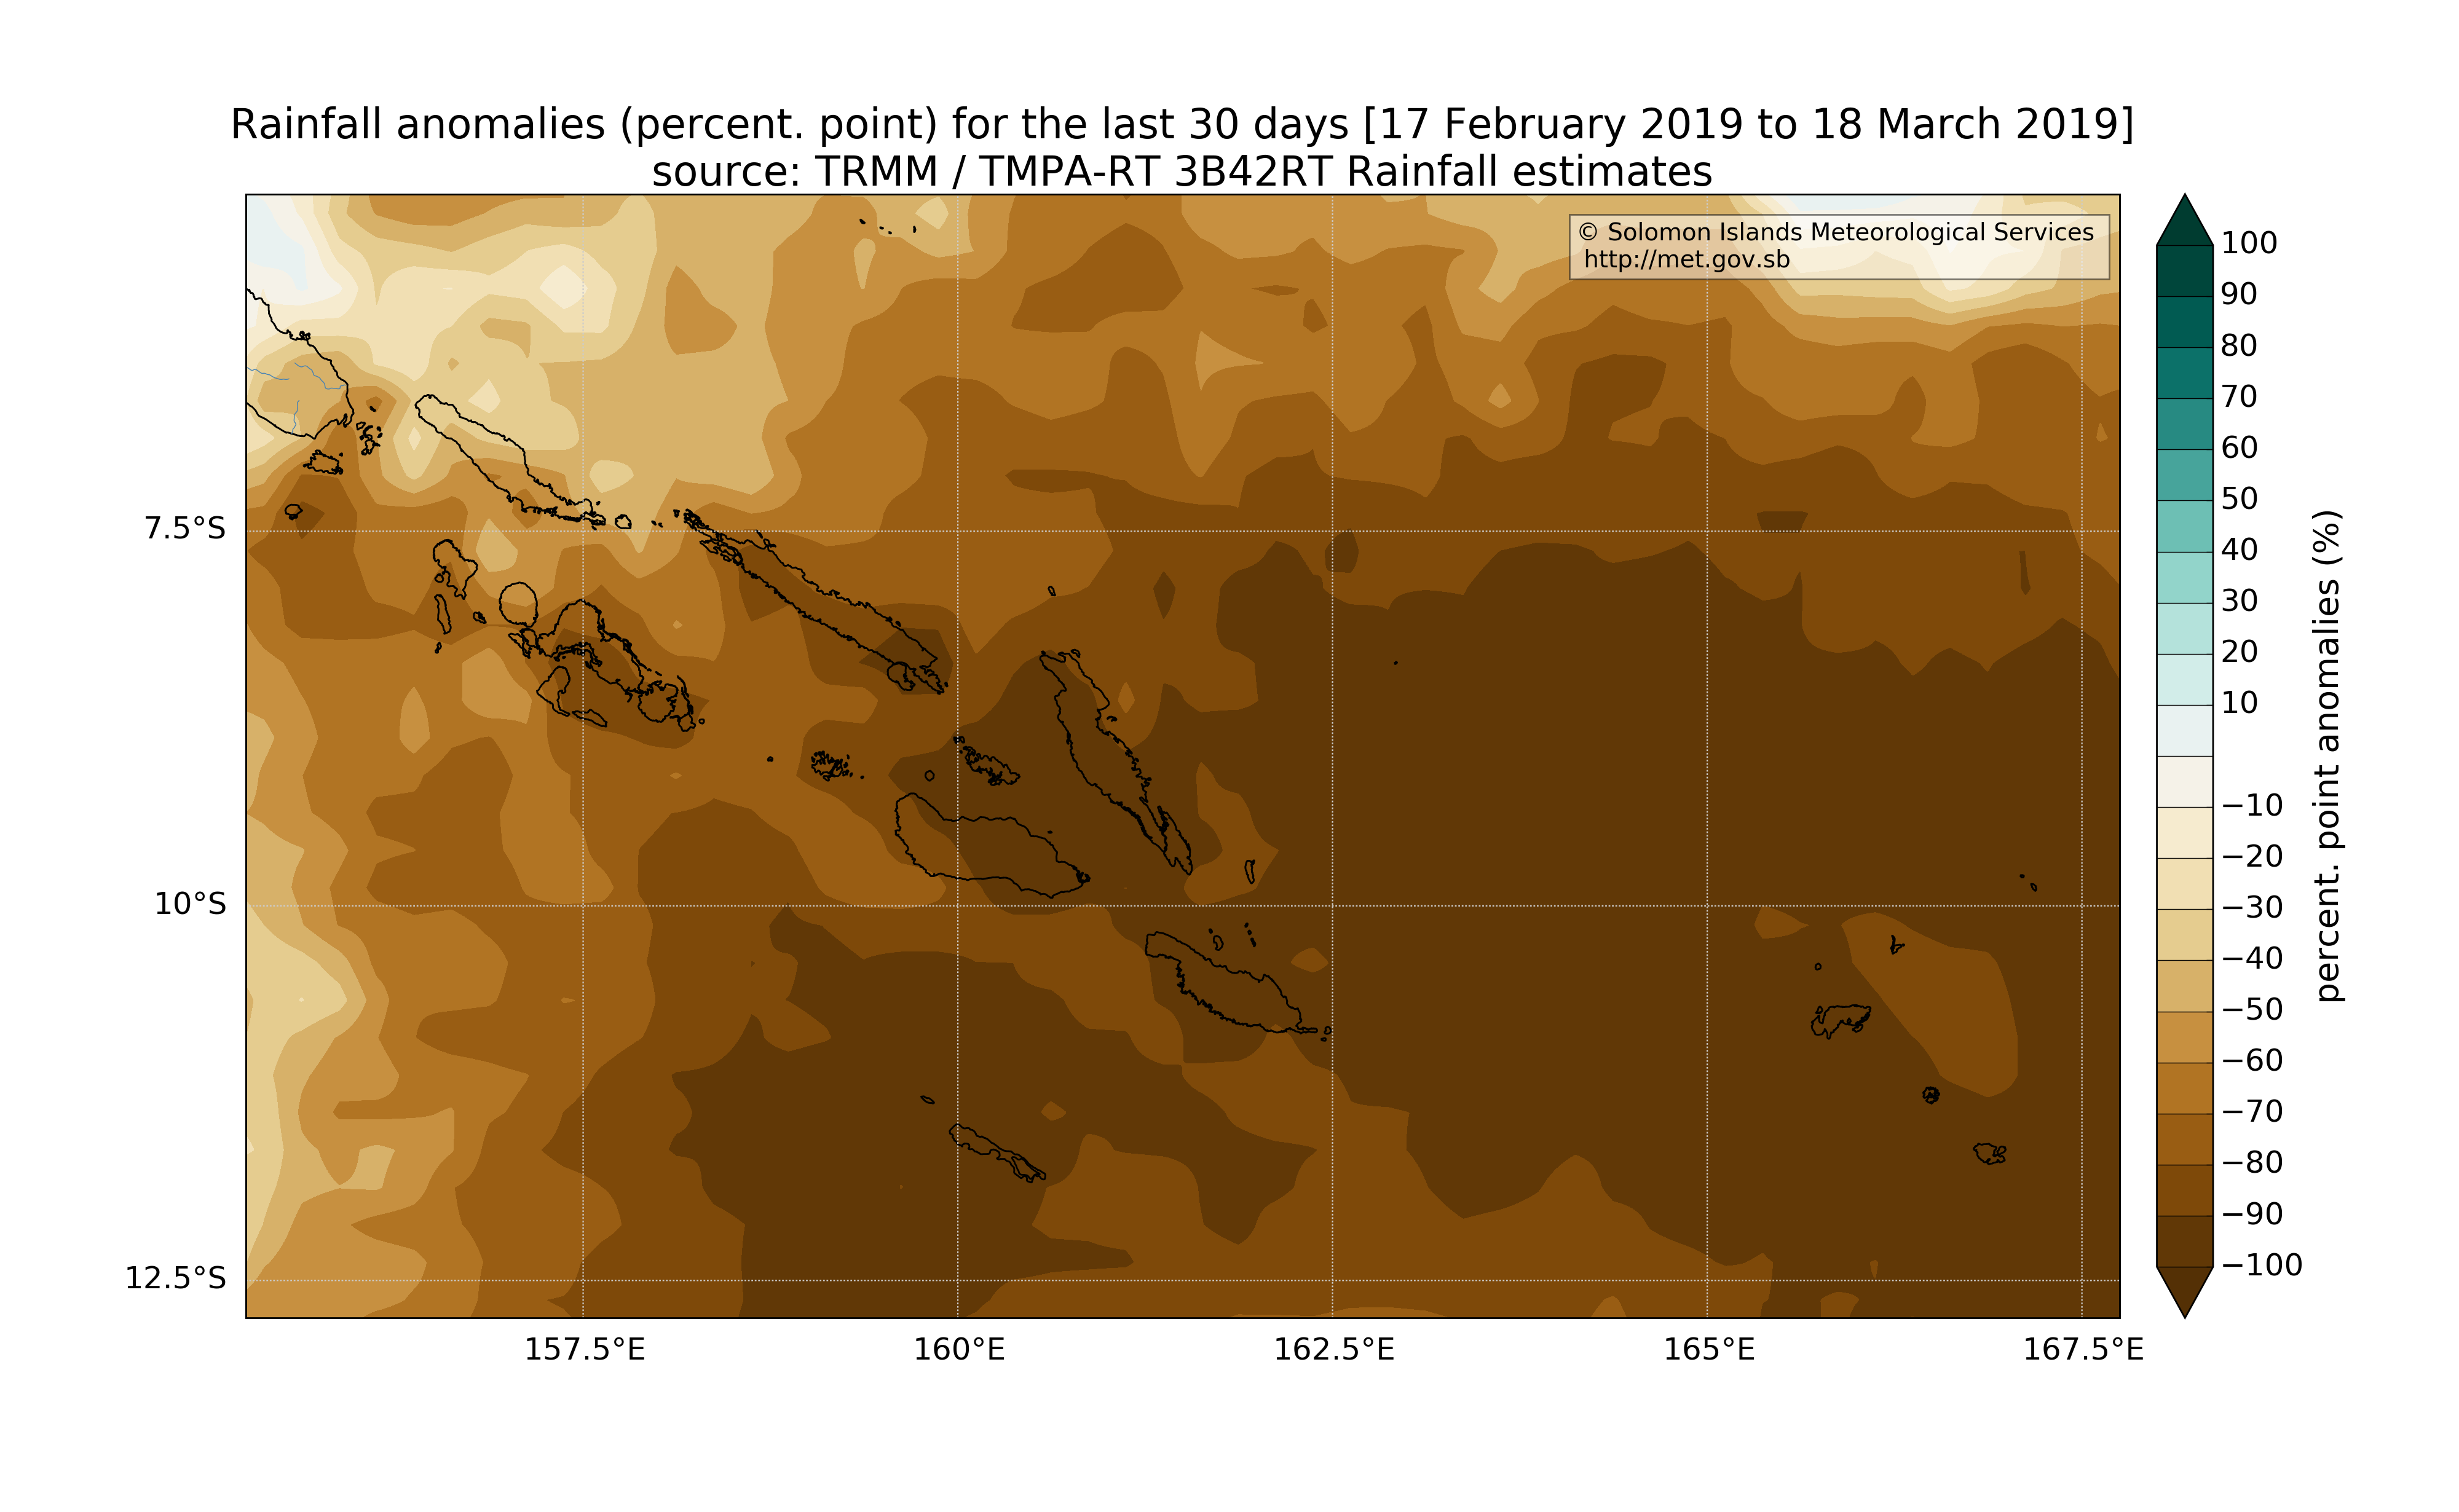 Rainfall anomalies (percent. point) for the last 30 days [17 February 2019 to 18 March 2019]
source: TRMM / TMPA-RT 3B42RT Rainfall estimates
© Solomon Islands Meteorological Services
http://met.gov.sb
7.5°S
10°S
12.5°S
157.5°E
160°E
162.5°E
165°E
167.5°E
100
90
80
70
60
50
40
30
20
10
−10
−20
−30
−40
−50
−60
−70
−80
−90
−100
percent. point anomalies (%)